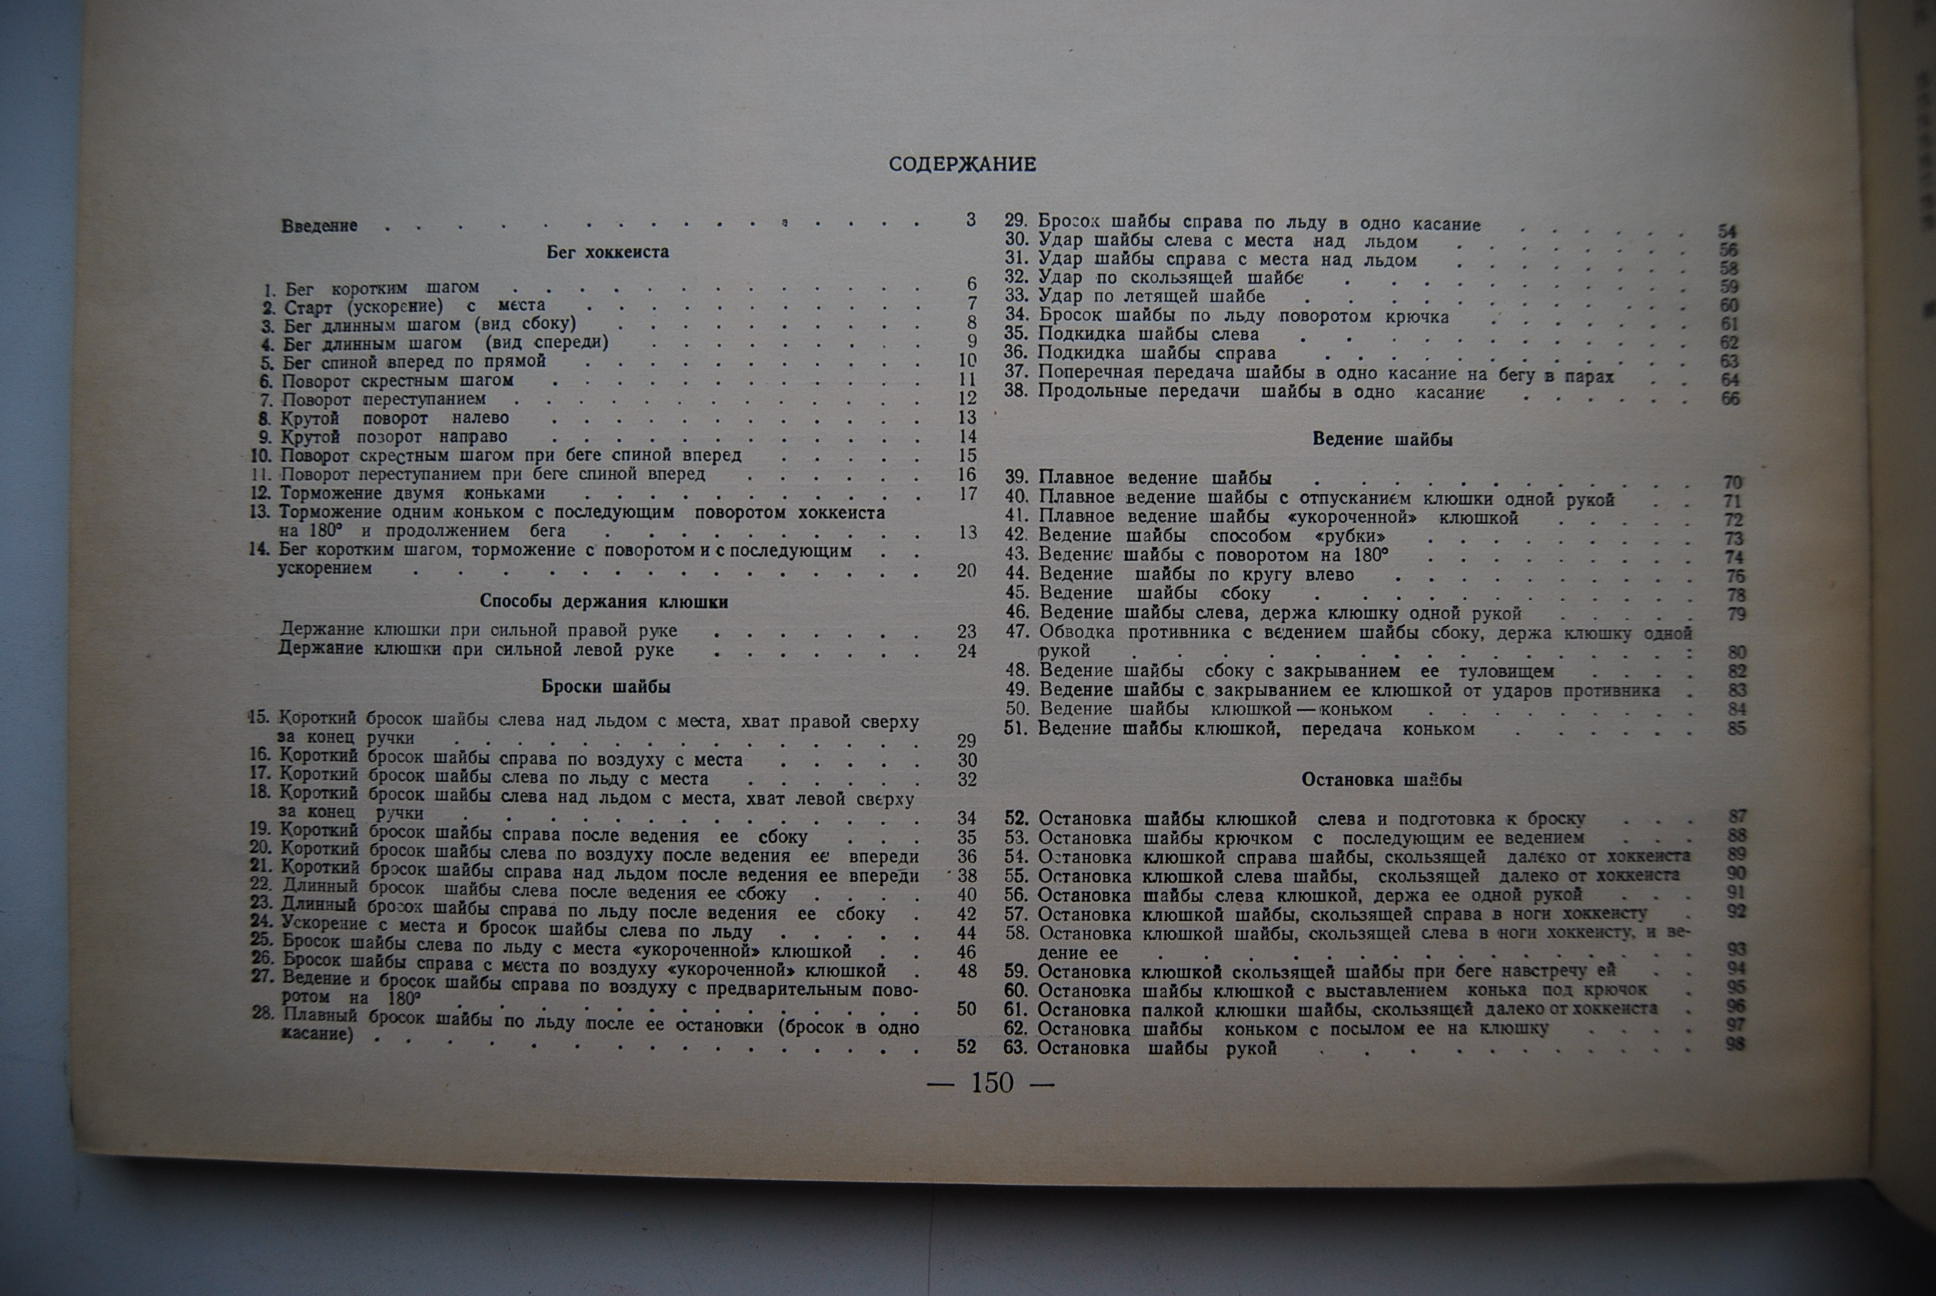 СОДЕРЖАНИЕ
Введение . . . . . . . . . . . . . . 3
Бег хоккеиста
1. Бег коротким шагом . . . . . . . . . . 6
2. Старт (ускорение) с места . . . . . . . . . 7
3. Бег длинным шагом (вид сбоку) . . . . . . . . 8
4. Бег длинным шагом (вид спереди) . . . . . . . 9
5. Бег спиной вперед по прямой . . . . . . . . . 10
6. Поворот скрестным шагом . . . . . . . . . . 11
7. Поворот переступанием . . . . . . . . . . . 12
8. Крутой поворот налево . . . . . . . . . . 13
9. Крутой позорот направо . . . . . . . . . . 14
10. Поворот скрестным шагом при беге спиной вперед . . . . . 15
11. Поворот переступанием при беге спиной вперед . . . . . . 16
12. Торможение двумя коньками . . . . . . . . . 17
13. Торможение одним коньком с последующим поворотом хоккеиста
на 180° и продолжением бега . . . . . . . . 13
14. Бег коротким шагом, торможение с поворотом и с последующим . .
ускорением . . . . . . . . . . . . . 20
Способы держания клюшки
Держание клюшки при сильной правой руке . . . . . . . 23
Держание клюшки при сильной левой руке . . . . . . . 24
Броски шайбы
15. Короткий бросок шайбы слева над льдом с места, хват правой сверху
за конец ручки . . . . . . . . . . . . 29
16. Короткий бросок шайбы справа по воздуху с места . . . . . 30
17. Короткий бросок шайбы слева по льду с места . . . . . . 32
18. Короткий бросок шайбы слева над льдом с места, хват левой сверху
за конец ручки . . . . . . . . . . . . 34
19. Короткий бросок шайбы справа после ведения ее сбоку . . . 35
20. Короткий бросок шайбы слева по воздуху после ведения ее впереди 36
21. Короткий бросок шайбы справа над льдом после ведения ее впереди 38
22. Длинный бросок шайбы слева после ведения ее сбоку . . . . 40
23. Длинный бросок шайбы справа по льду после ведения ее сбоку . 42
24. Ускорение с места и бросок шайбы слева по льду . . . . . 44
25. Бросок шайбы слева по льду с места «укороченной» клюшкой . . 46
26. Бросок шайбы справа с места по воздуху «укороченной» клюшкой . 48
27. Ведение и бросок шайбы справа по воздуху с предварительным пово-
ротом на 180° . . . . . . . . . . . . 50
28. Плавный бросок шайбы по льду после ее остановки (бросок в одно
касание) . . . . . . . . . . . . . . 52
29. Бросок шайбы справа по льду в одно касание . . . . . . 54
30. Удар шайбы слева с места над льдом . . . . . . . . 56
31. Удар шайбы справа с места над льдом . . . . . . . . 58
32. Удар по скользящей шайбе . . . . . . . . . . 59
33. Удар по летящей шайбе . . . . . . . . . . . 60
34. Бросок шайбы по льду поворотом крючка . . . . . . . 61
35. Подкидка шайбы слева . . . . . . . . . . . 62
36. Подкидка шайбы справа . . . . . . . . . . . 63
37. Поперечная передача шайбы в одно касание на бегу в парах . . 64
38. Продольные передачи шайбы в одно касание . . . . . . 66
Ведение шайбы
39. Плавное ведение шайбы . . . . . . . . . . . 70
40. Плавное ведение шайбы с отпусканием клюшки одной рукой . . 71
41. Плавное ведение шайбы «укороченной» клюшкой . . . . . 72
42. Ведение шайбы способом «рубки» . . . . . . . . . 73
43. Ведение шайбы с поворотом на 180° . . . . . . . . . 74
44. Ведение шайбы по кругу влево . . . . . . . . . . 76
45. Ведение шайбы сбоку . . . . . . . . . . . . 78
46. Ведение шайбы слева, держа клюшку одной рукой . . . . . 79
47. Обводка противника с ведением шайбы сбоку, держа клюшку одной
рукой . . . . . . . . . . . . . . . . 80
48. Ведение шайбы сбоку с закрыванием ее туловищем . . . . 82
49. Ведение шайбы с закрыванием ее клюшкой от ударов противника . 83
50. Ведение шайбы клюшкой — коньком . . . . . . . . . 84
51. Ведение шайбы клюшкой, передача коньком . . . . . . 85
Остановка шайбы
52. Остановка шайбы клюшкой слева и подготовка к броску . . . 87
53. Остановка шайбы крючком с последующим ее ведением . . . 88
54. Остановка клюшкой справа шайбы, скользящей далеко от хоккеиста 89
55. Остановка клюшкой слева шайбы, скользящей далеко от хоккеиста 90
56. Остановка шайбы слева клюшкой, держа ее одной рукой . . . 91
57. Остановка клюшкой шайбы, скользящей справа в ноги хоккеисту . 92
58. Остановка клюшкой шайбы, скользящей слева в ноги хоккеисту, и ве-
дение ее . . . . . . . . . . . . . . 93
59. Остановка клюшкой скользящей шайбы при беге навстречу ей . . 94
60. Остановка шайбы клюшкой с выставлением конька под крючок . 95
61. Остановка палкой клюшки шайбы, скользящей далеко от хоккеиста . 96
62. Остановка шайбы коньком с посылом ее на клюшку . . . . 97
63. Остановка шайбы рукой . . . . . . . . . . . 98
— 150 —